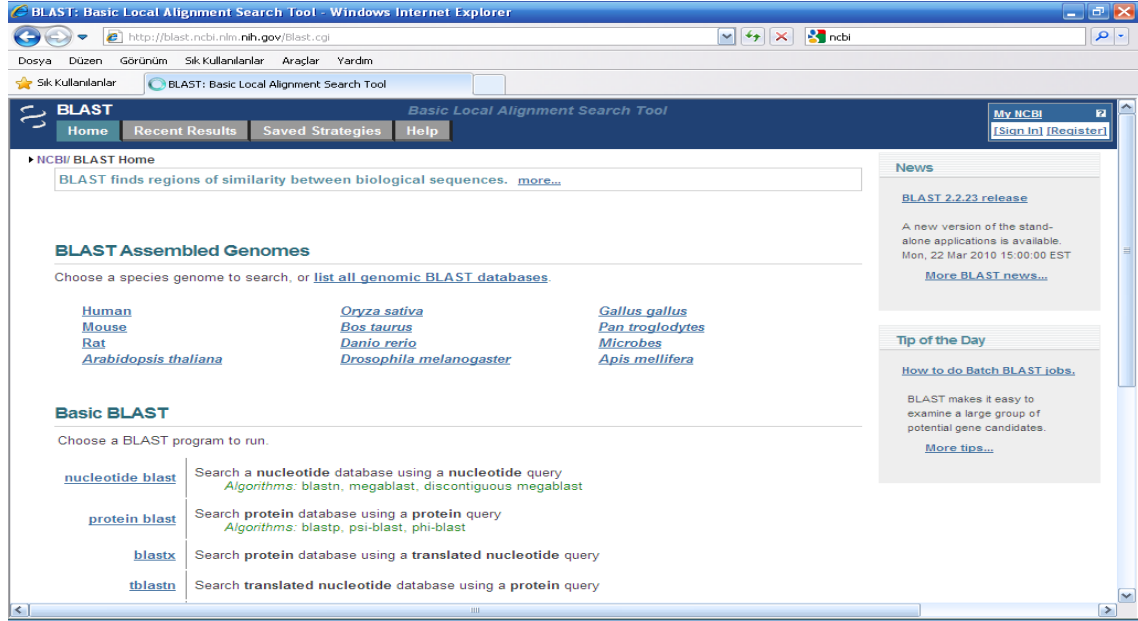 BLAST: Basic Local Alignment Search Tool - Windows Internet Explorer
http://blast.ncbi.nlm.nih.gov/Blast.cgi
ncbi
Dosya Düzen Görünüm Sık Kullanılanlar Araçlar Yardım
Sık Kullanılanlar BLAST: Basic Local Alignment Search Tool
BLAST Basic Local Alignment Search Tool
My NCBI ?
[Sign In] [Register]
Home Recent Results Saved Strategies Help
NCBI/ BLAST Home
BLAST finds regions of similarity between biological sequences. more...
BLAST Assembled Genomes
Choose a species genome to search, or list all genomic BLAST databases.
Human
Mouse
Rat
Arabidopsis thaliana
Oryza sativa
Bos taurus
Danio rerio
Drosophila melanogaster
Gallus gallus
Pan troglodytes
Microbes
Apis mellifera
Basic BLAST
Choose a BLAST program to run.
nucleotide blast Search a nucleotide database using a nucleotide query
Algorithms: blastn, megablast, discontiguous megablast
protein blast Search protein database using a protein query
Algorithms: blastp, psi-blast, phi-blast
blastx Search protein database using a translated nucleotide query
tblastn Search translated nucleotide database using a protein query
News
BLAST 2.2.23 release
A new version of the stand-
alone applications is available.
Mon, 22 Mar 2010 15:00:00 EST
More BLAST news...
Tip of the Day
How to do Batch BLAST jobs.
BLAST makes it easy to
examine a large group of
potential gene candidates.
More tips...